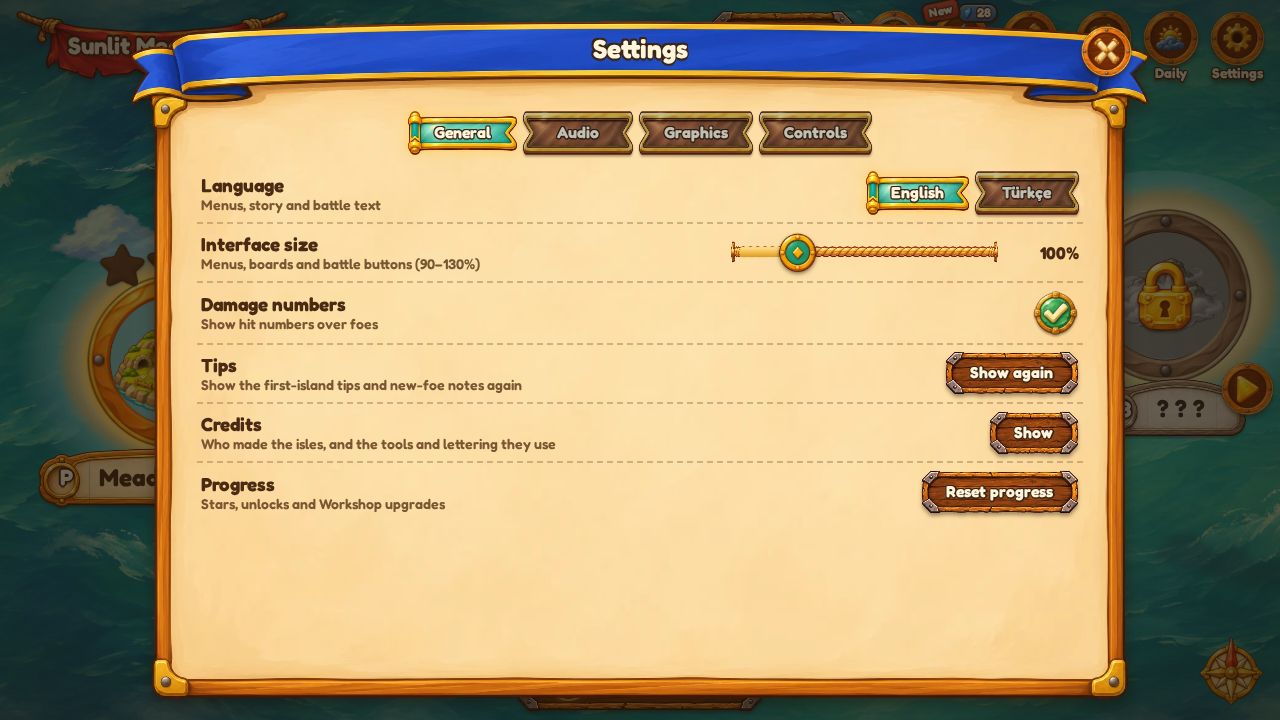 Sunlit
New 28
Settings
Daily
Settings
General
Audio
Graphics
Controls
Language
Menus, story and battle text
English
Türkçe
Interface size
Menus, boards and battle buttons (90–130%)
100%
Damage numbers
Show hit numbers over foes
Tips
Show the first-island tips and new-foe notes again
Show again
Credits
Who made the isles, and the tools and lettering they use
Show
Progress
Stars, unlocks and Workshop upgrades
Reset progress
???
P